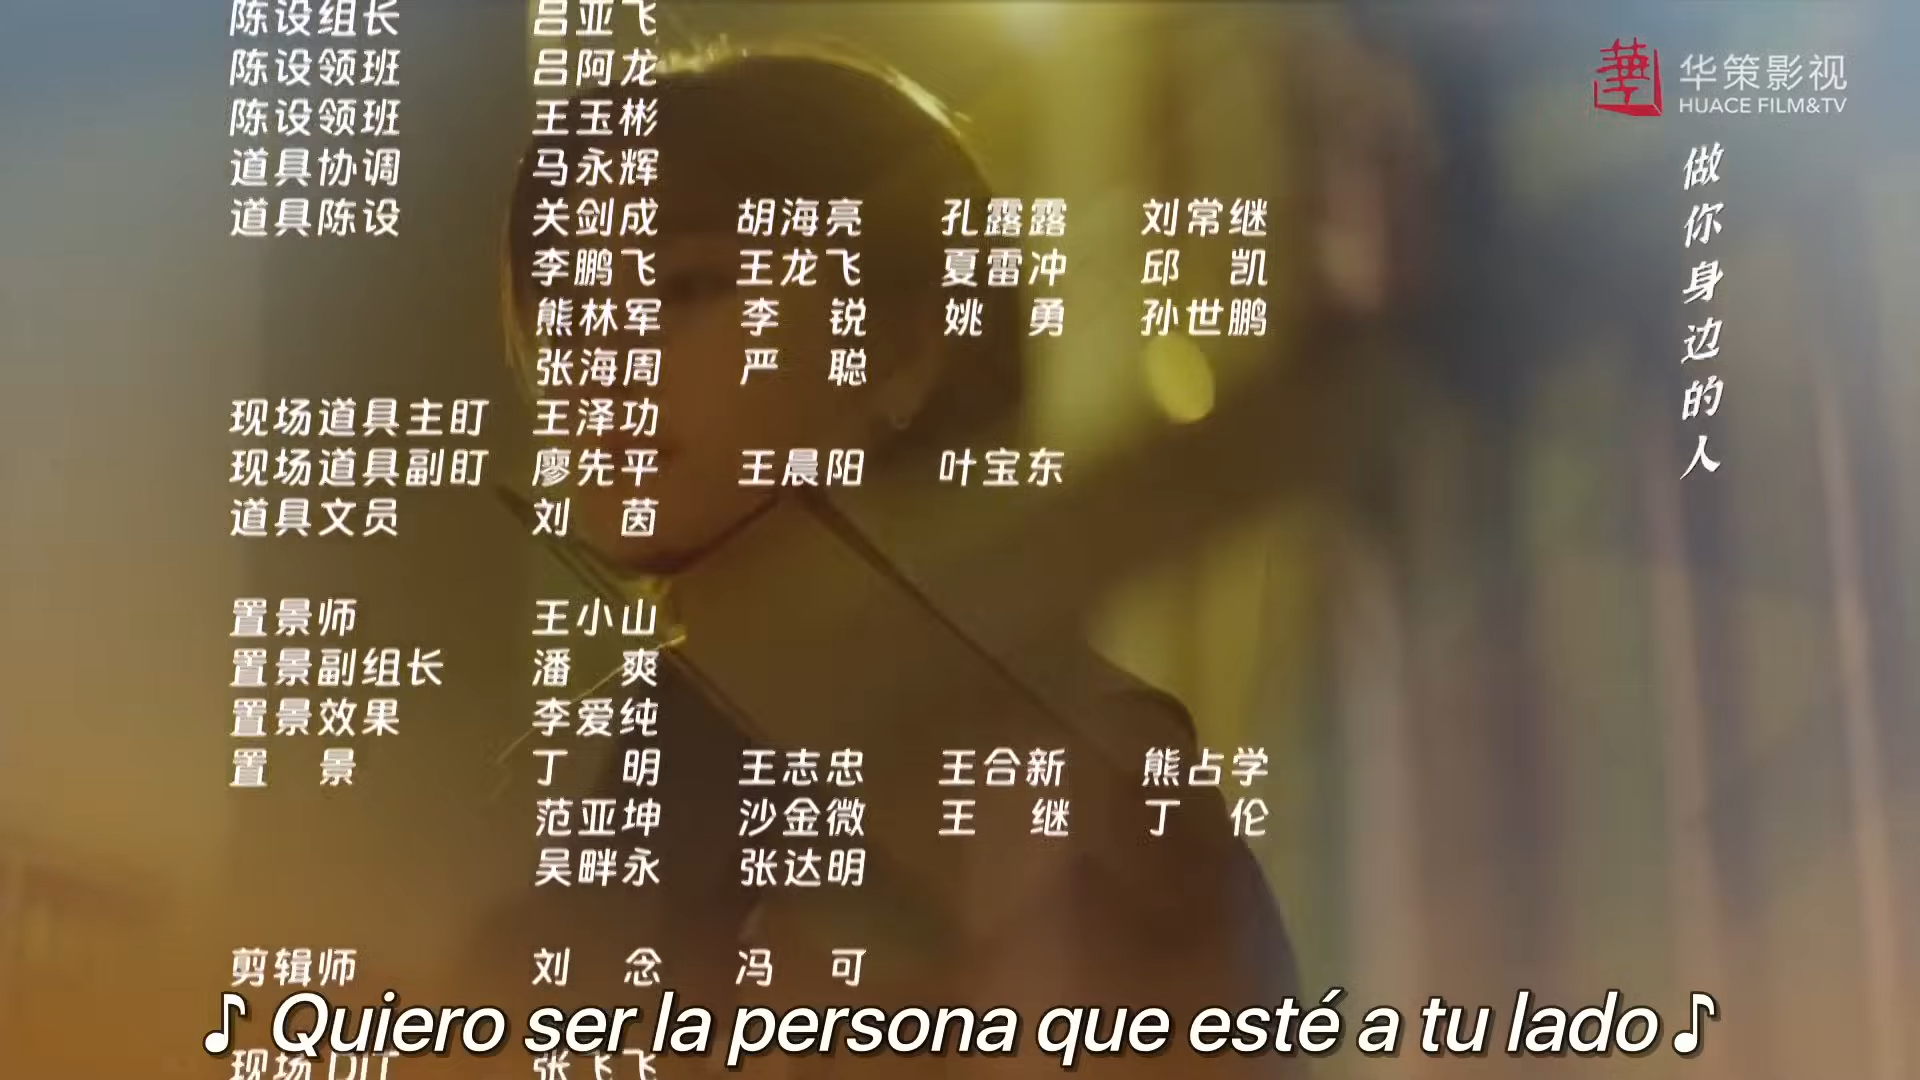 陈设组长 吕亚飞
陈设领班 吕阿龙
陈设领班 王玉彬
道具协调 马永辉
道具陈设 关剑成 胡海亮 孔露露 刘常继
李鹏飞 王龙飞 夏雷冲 邱 凯
熊林军 李 锐 姚 勇 孙世鹏
张海周 严 聪
现场道具主盯 王泽功
现场道具副盯 廖先平 王晨阳 叶宝东
道具文员 刘 茵
置景师 王小山
置景副组长 潘 爽
置景效果 李爱纯
置 景 丁 明 王志忠 王合新 熊占学
范亚坤 沙金微 王 继 丁 伦
吴畔永 张达明
剪辑师 刘 念 冯 可
现场DIT 张飞飞
华策影视
HUACE FILM&TV
做你身边的人
♪ Quiero ser la persona que esté a tu lado ♪